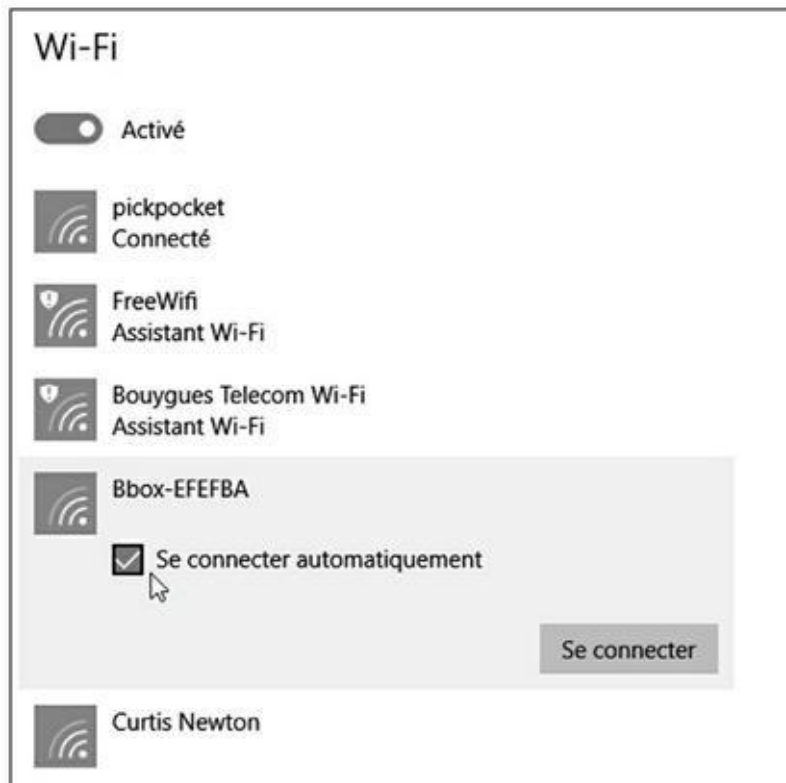 Wi-Fi
Activé
pickpocket
Connecté
FreeWifi
Assistant Wi-Fi
Bouygues Telecom Wi-Fi
Assistant Wi-Fi
Bbox-EFEFBA
Se connecter automatiquement
Se connecter
Curtis Newton